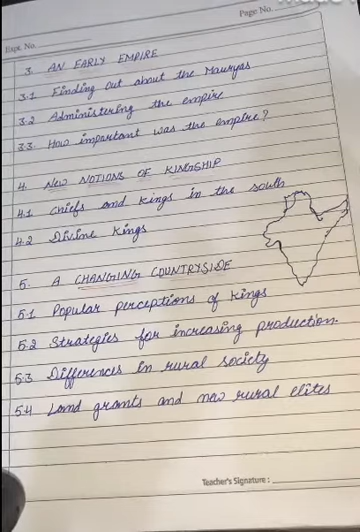 Page No.
Expt. No.
3. AN EARLY EMPIRE
3.1 Finding out about the Mauryas
3.2 Administering the empire
3.3. How important was the empire?
4. NEW NOTIONS OF KINGSHIP
4.1 Chiefs and kings in the south
4.2 Divine Kings
5. A CHANGING COUNTRYSIDE
5.1 Popular perceptions of kings
5.2 Strategies for increasing production.
5.3 Differences in rural society
5.4 Land grants and new rural elites
Teacher's Signature :